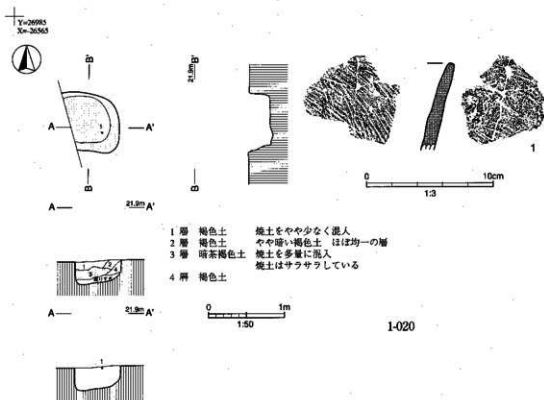 Y=26985
X=-26565
B'
B'
21.9m
A
A'
1
B
B
1
0
10cm
1:3
A
21.9m
A'
1層 褐色土 焼土をやや少なく混入
2層 褐色土 やや暗い褐色土 ほぼ均一の層
3層 暗茶褐色土 焼土を多量に混入
焼土はサラサラしている
4層 褐色土
A
21.9m
A'
0
1m
1:50
1-020
1